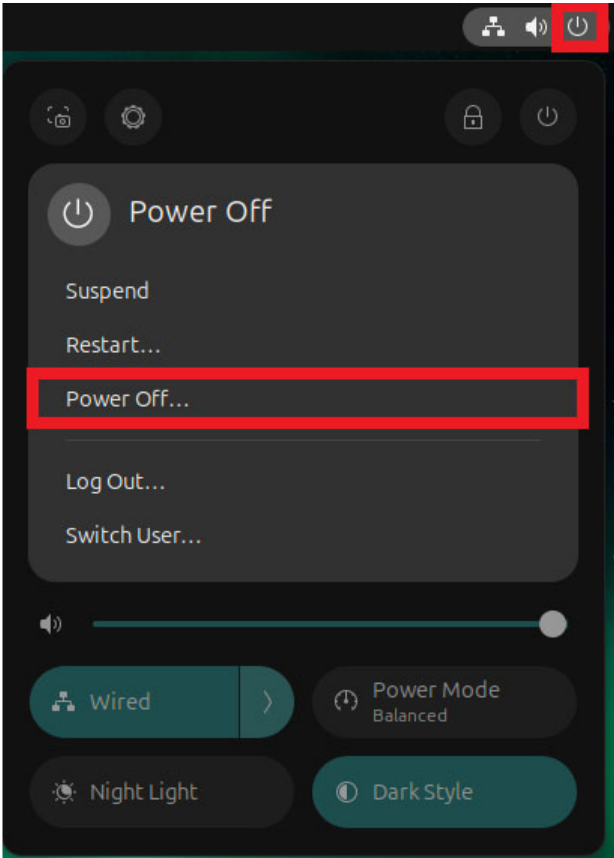 Power Off
Suspend
Restart...
Power Off...
Log Out...
Switch User...
Wired
Power Mode
Balanced
Night Light
Dark Style